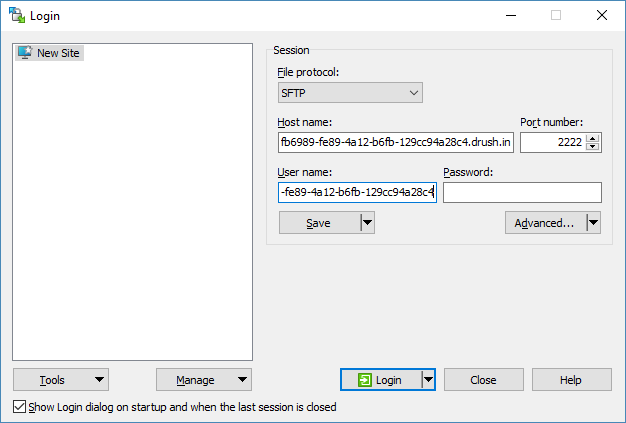 Login
New Site
Session
File protocol:
SFTP
Host name:
Port number:
fb6989-fe89-4a12-b6fb-129cc94a28c4.drush.in
2222
User name:
Password:
-fe89-4a12-b6fb-129cc94a28c4
Save
Advanced...
Tools
Manage
Login
Close
Help
Show Login dialog on startup and when the last session is closed